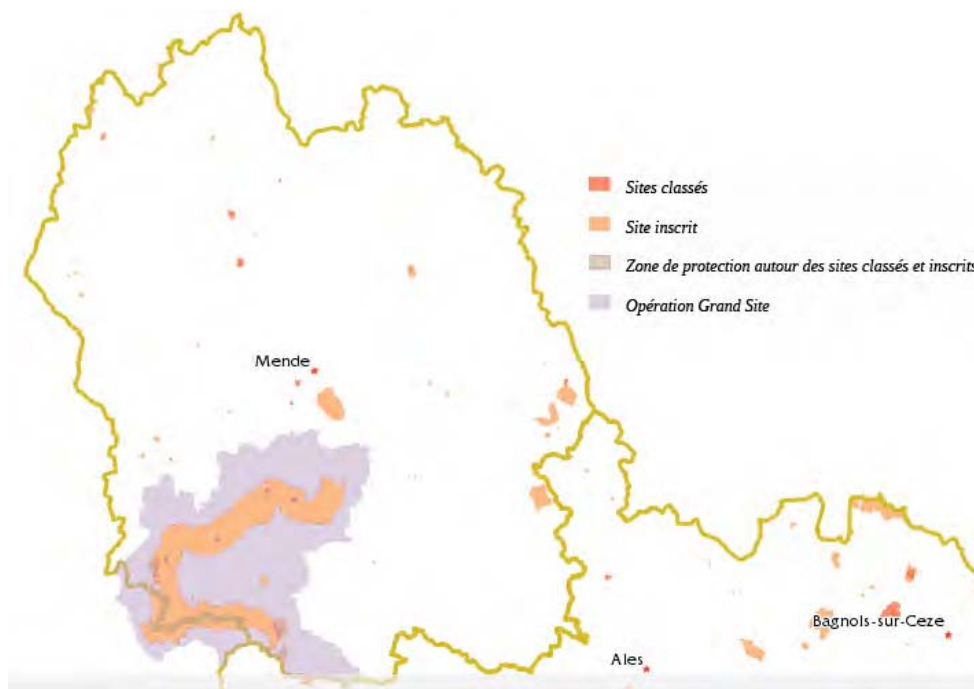 Sites classés
Site inscrit
Zone de protection autour des sites classés et inscrits
Opération Grand Site
Mende
Bagnols-sur-Ceze
Ales